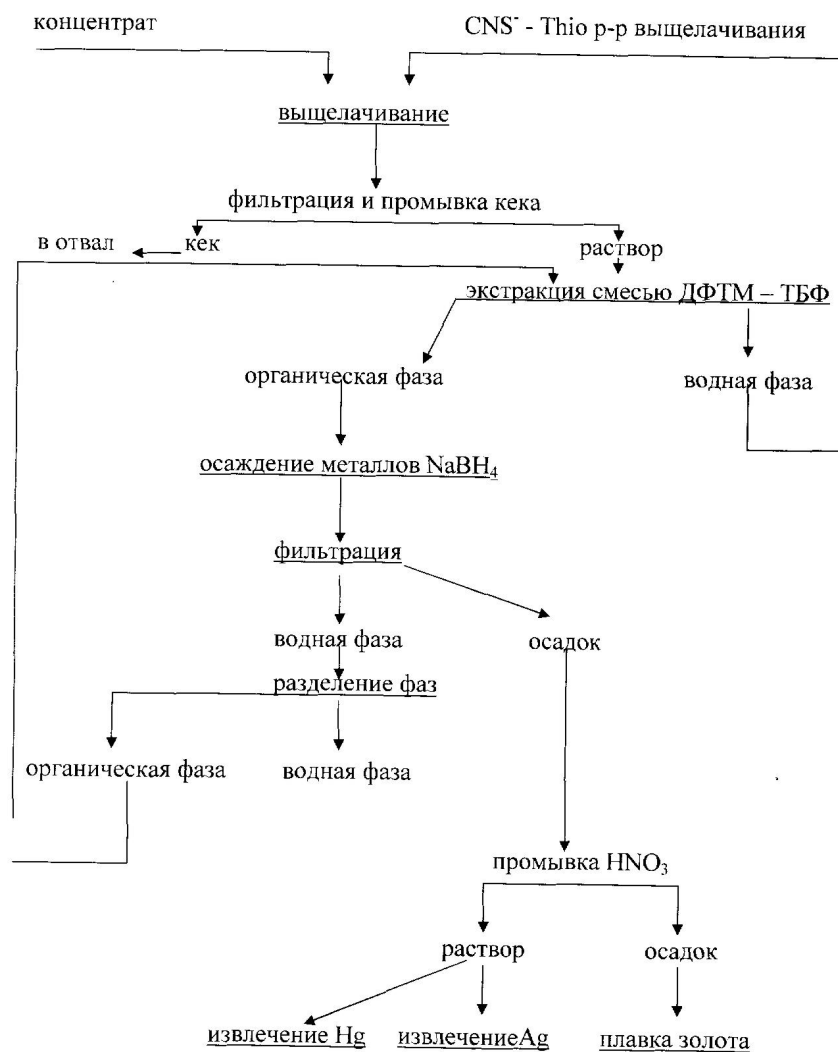 концентрат
CNS⁻ - Thio р-р выщелачивания
выщелачивание
фильтрация и промывка кека
в отвал
кек
раствор
экстракция смесью ДФТМ – ТБФ
органическая фаза
водная фаза
осаждение металлов NaBH₄
фильтрация
водная фаза
осадок
разделение фаз
органическая фаза
водная фаза
промывка HNO₃
раствор
осадок
извлечение Hg
извлечениеAg
плавка золота